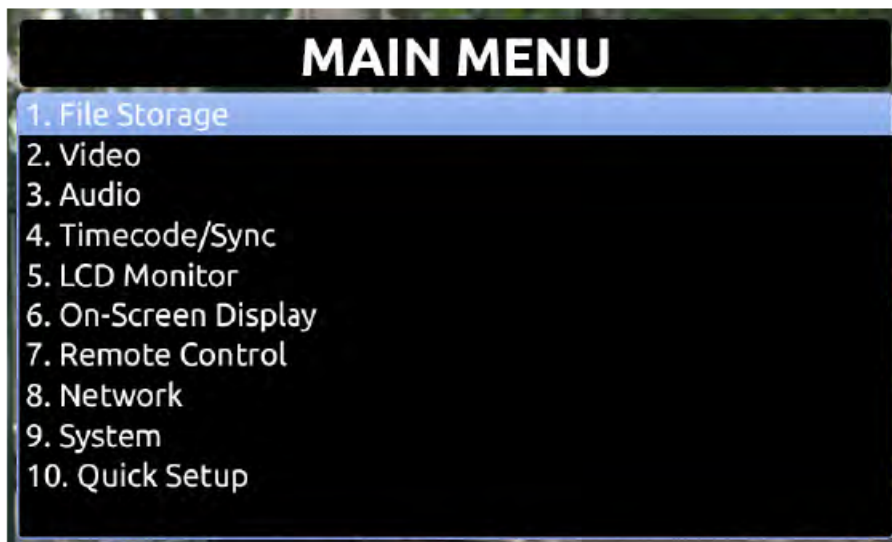 MAIN MENU
1. File Storage
2. Video
3. Audio
4. Timecode/Sync
5. LCD Monitor
6. On-Screen Display
7. Remote Control
8. Network
9. System
10. Quick Setup